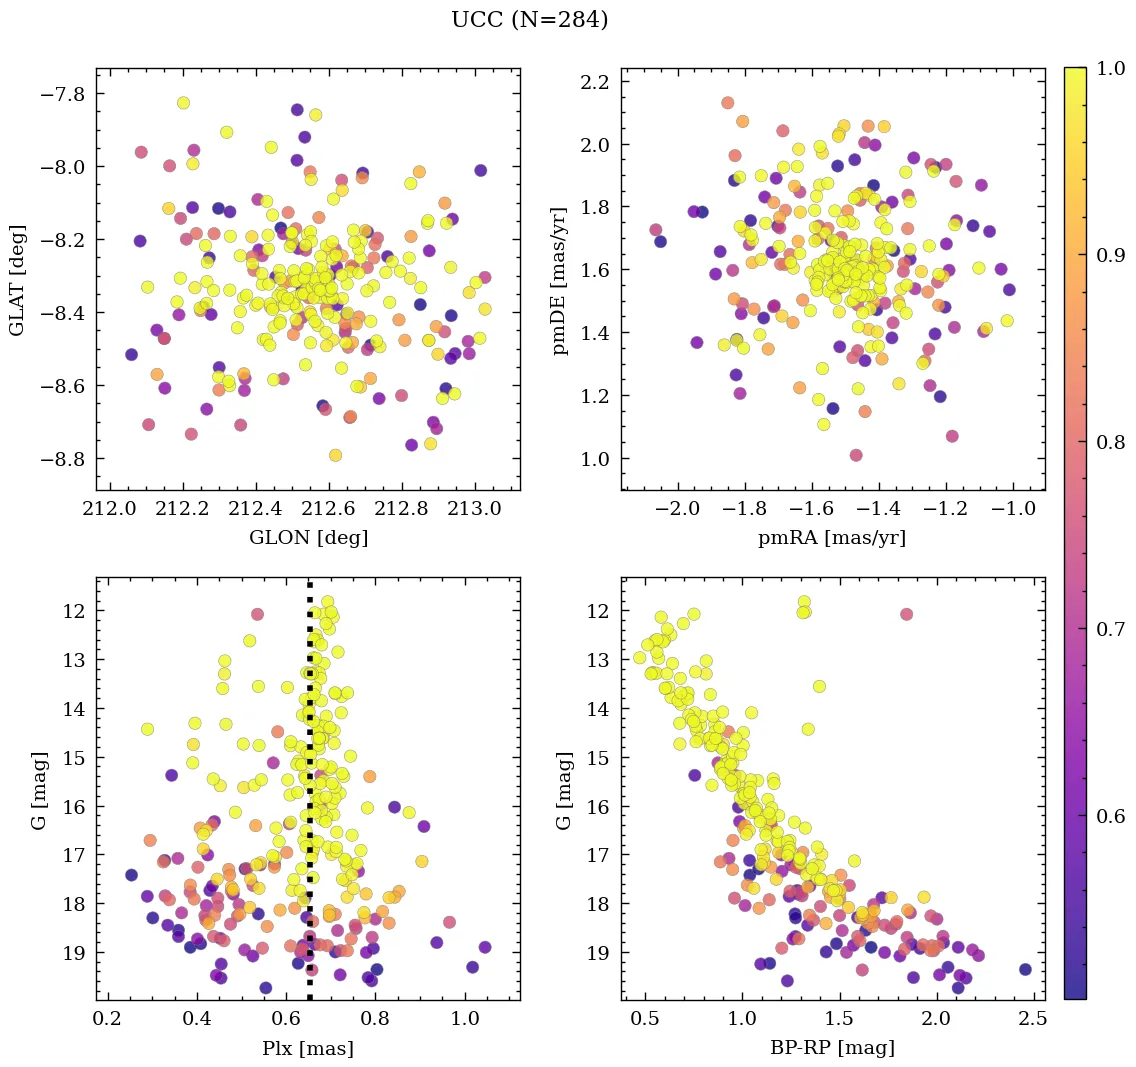 UCC (N=284)
−7.8
−8.0
−8.2
−8.4
−8.6
−8.8
GLAT [deg]
212.0 212.2 212.4 212.6 212.8 213.0
GLON [deg]
2.2
2.0
1.8
1.6
1.4
1.2
1.0
pmDE [mas/yr]
−2.0 −1.8 −1.6 −1.4 −1.2 −1.0
pmRA [mas/yr]
12
13
14
15
16
17
18
19
G [mag]
0.2 0.4 0.6 0.8 1.0
Plx [mas]
12
13
14
15
16
17
18
19
G [mag]
0.5 1.0 1.5 2.0 2.5
BP-RP [mag]
1.0
0.9
0.8
0.7
0.6